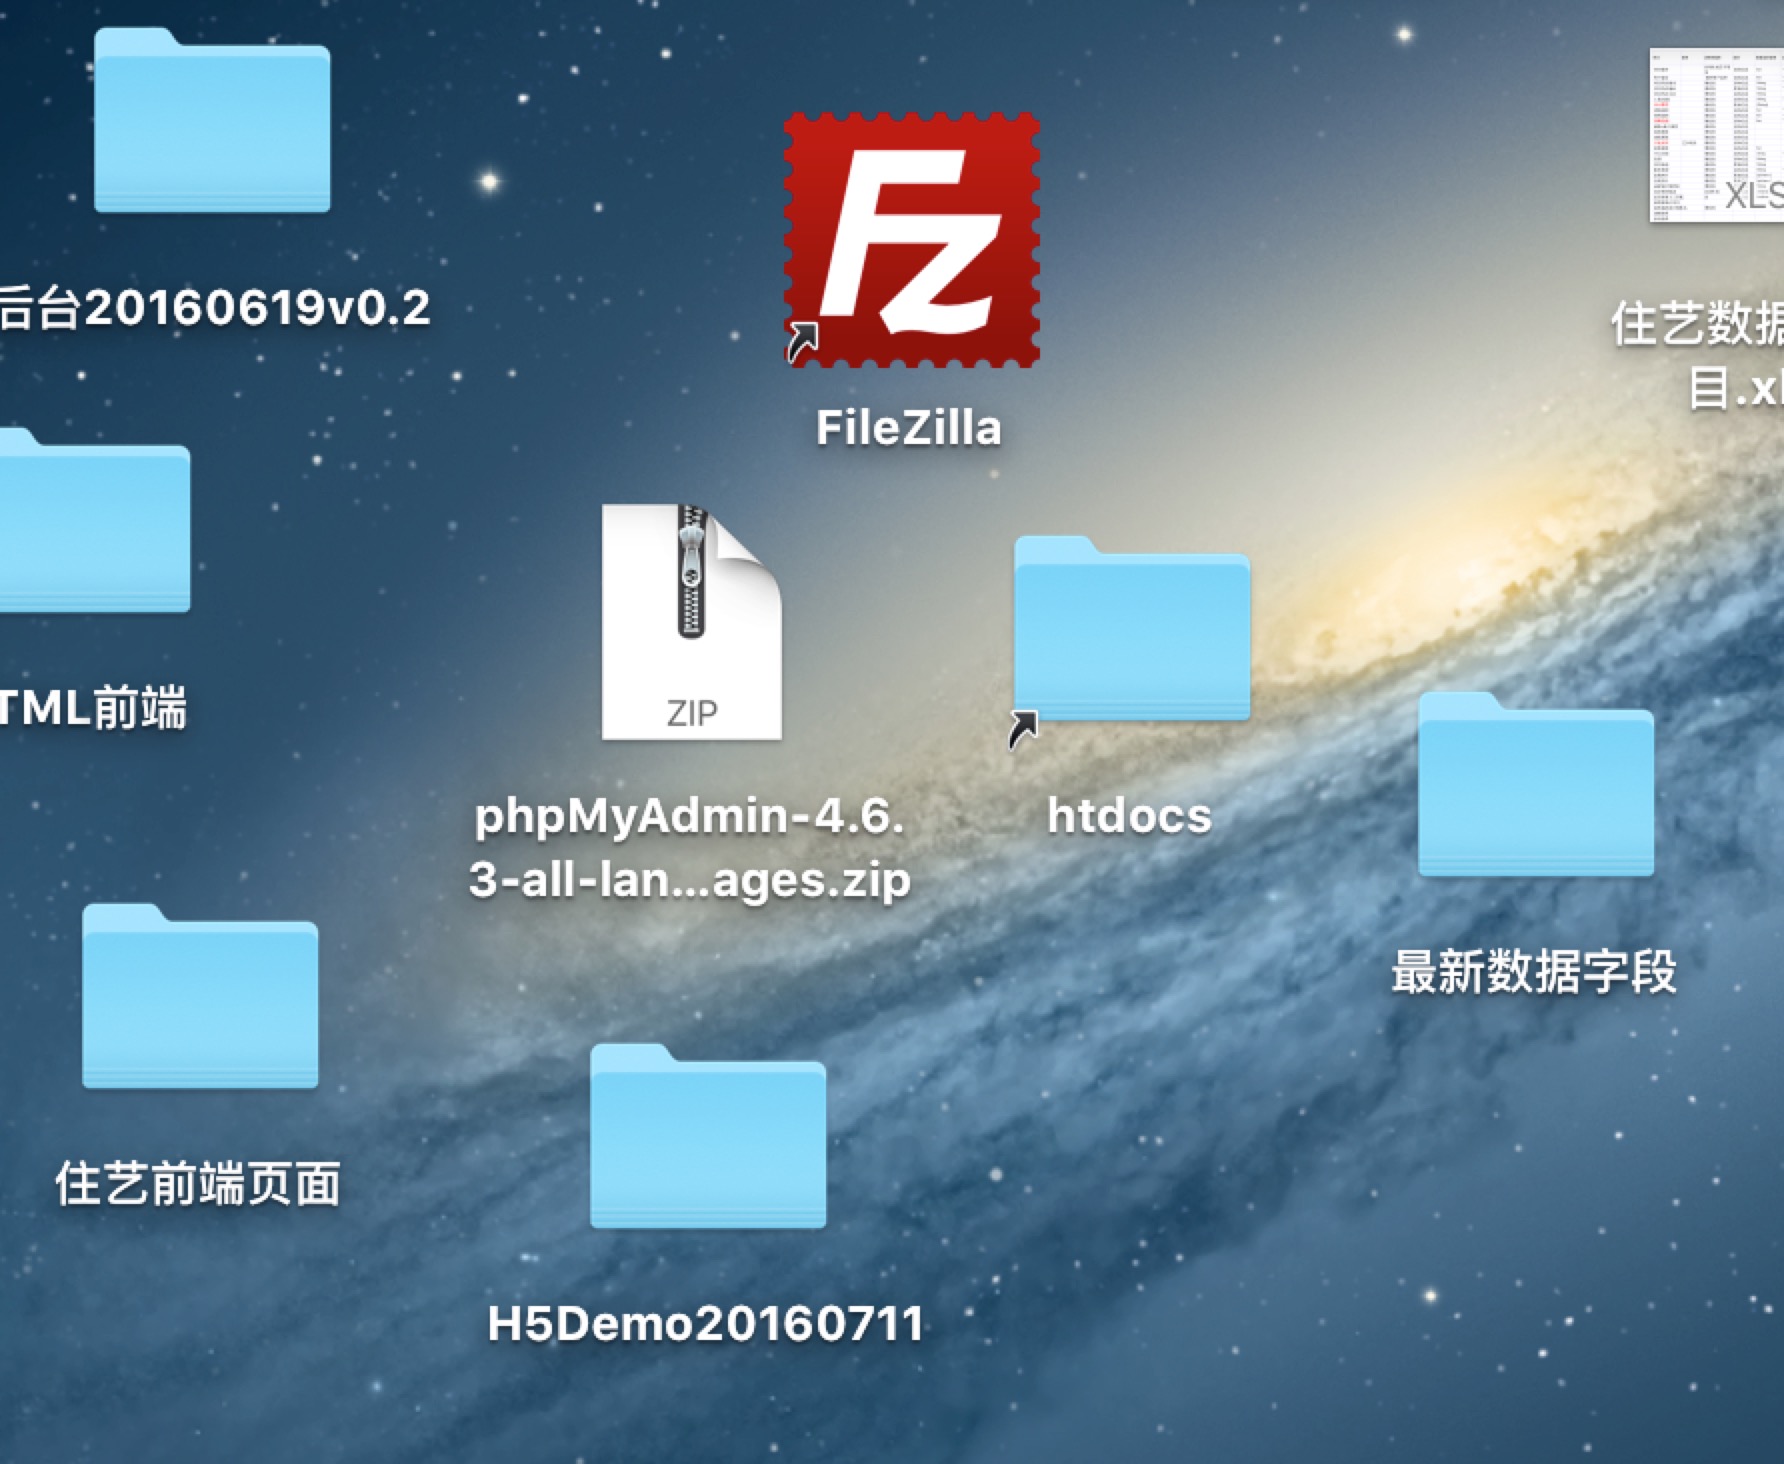 后台20160619v0.2
FZ
FileZilla
XLS
住艺数据
目.xl
TML前端
ZIP
phpMyAdmin-4.6.
3-all-lan...ages.zip
htdocs
最新数据字段
住艺前端页面
H5Demo20160711